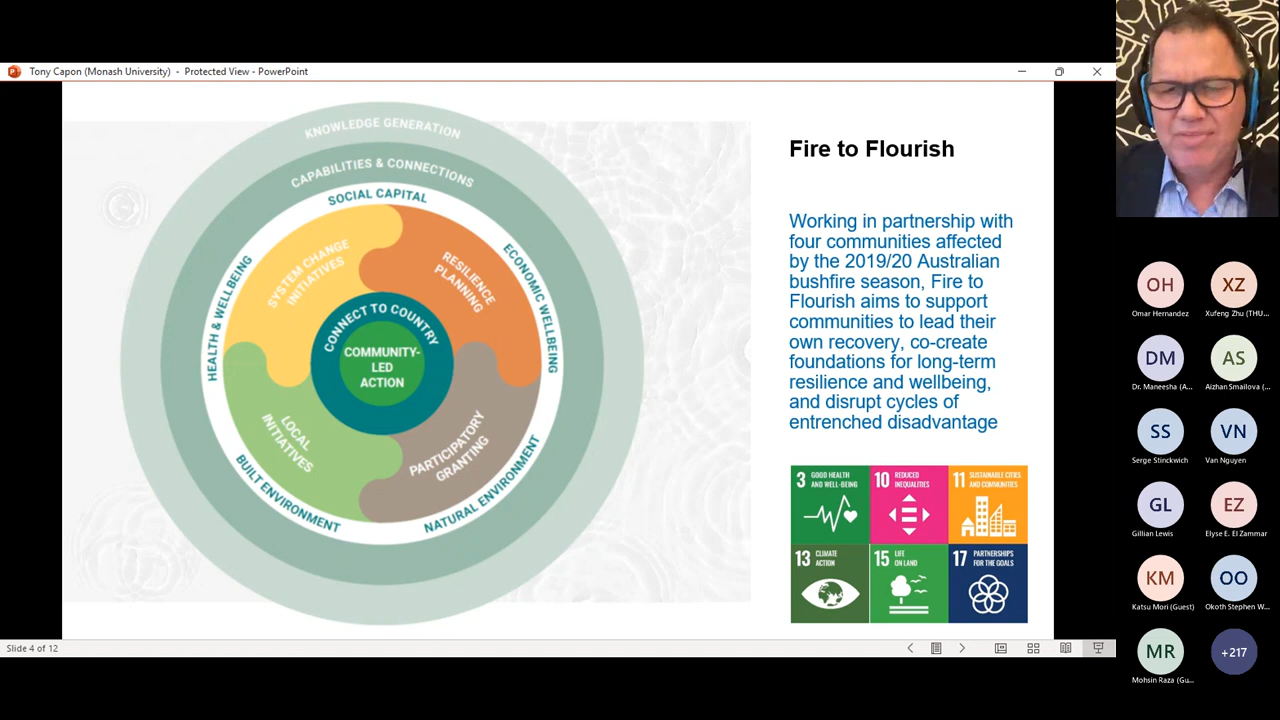 Tony Capon (Monash University) - Protected View - PowerPoint
KNOWLEDGE GENERATION
CAPABILITIES & CONNECTIONS
SOCIAL CAPITAL
HEALTH & WELLBEING
ECONOMIC WELLBEING
BUILT ENVIRONMENT
NATURAL ENVIRONMENT
SYSTEM CHANGE
INITIATIVES
RESILIENCE
PLANNING
LOCAL
INITIATIVES
PARTICIPATORY
GRANTING
CONNECT TO COUNTRY
COMMUNITY-
LED
ACTION
Fire to Flourish
Working in partnership with
four communities affected
by the 2019/20 Australian
bushfire season, Fire to
Flourish aims to support
communities to lead their
own recovery, co-create
foundations for long-term
resilience and wellbeing,
and disrupt cycles of
entrenched disadvantage
3 GOOD HEALTH
AND WELL-BEING
10 REDUCED
INEQUALITIES
11 SUSTAINABLE CITIES
AND COMMUNITIES
13 CLIMATE
ACTION
15 LIFE
ON LAND
17 PARTNERSHIPS
FOR THE GOALS
Slide 4 of 12
OH
Omar Hernandez
XZ
Xufeng Zhu (THU...
DM
Dr. Maneesha (A...
AS
Aizhan Smailova (...
SS
Serge Stinckwich
VN
Van Nguyen
GL
Gillian Lewis
EZ
Elyse E. El Zammar
KM
Katsu Mori (Guest)
OO
Okoth Stephen W...
MR
Mohsin Raza (Gu...
+217